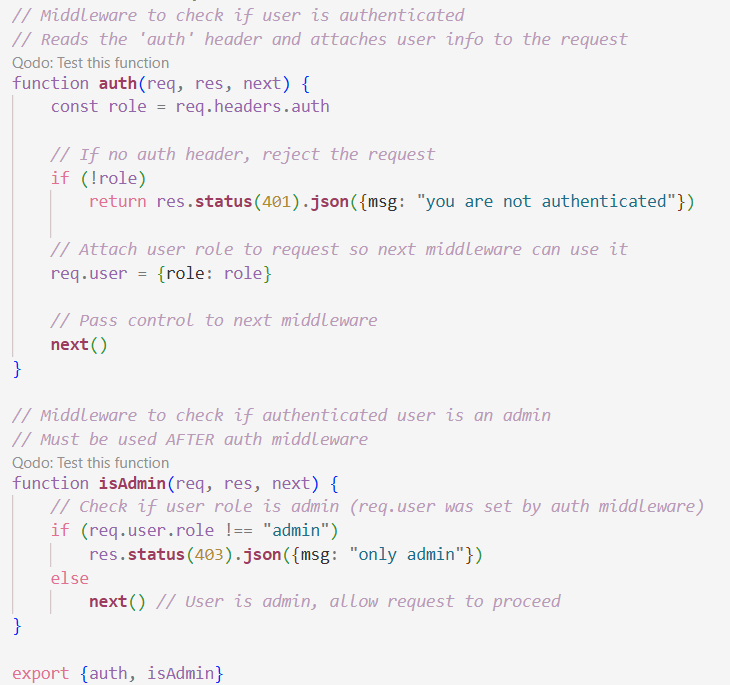 // Middleware to check if user is authenticated
// Reads the 'auth' header and attaches user info to the request
Qodo: Test this function
function auth(req, res, next) {
    const role = req.headers.auth

    // If no auth header, reject the request
    if (!role)
        return res.status(401).json({msg: "you are not authenticated"})

    // Attach user role to request so next middleware can use it
    req.user = {role: role}

    // Pass control to next middleware
    next()
}

// Middleware to check if authenticated user is an admin
// Must be used AFTER auth middleware
Qodo: Test this function
function isAdmin(req, res, next) {
    // Check if user role is admin (req.user was set by auth middleware)
    if (req.user.role !== "admin")
        res.status(403).json({msg: "only admin"})
    else
        next() // User is admin, allow request to proceed
}

export {auth, isAdmin}